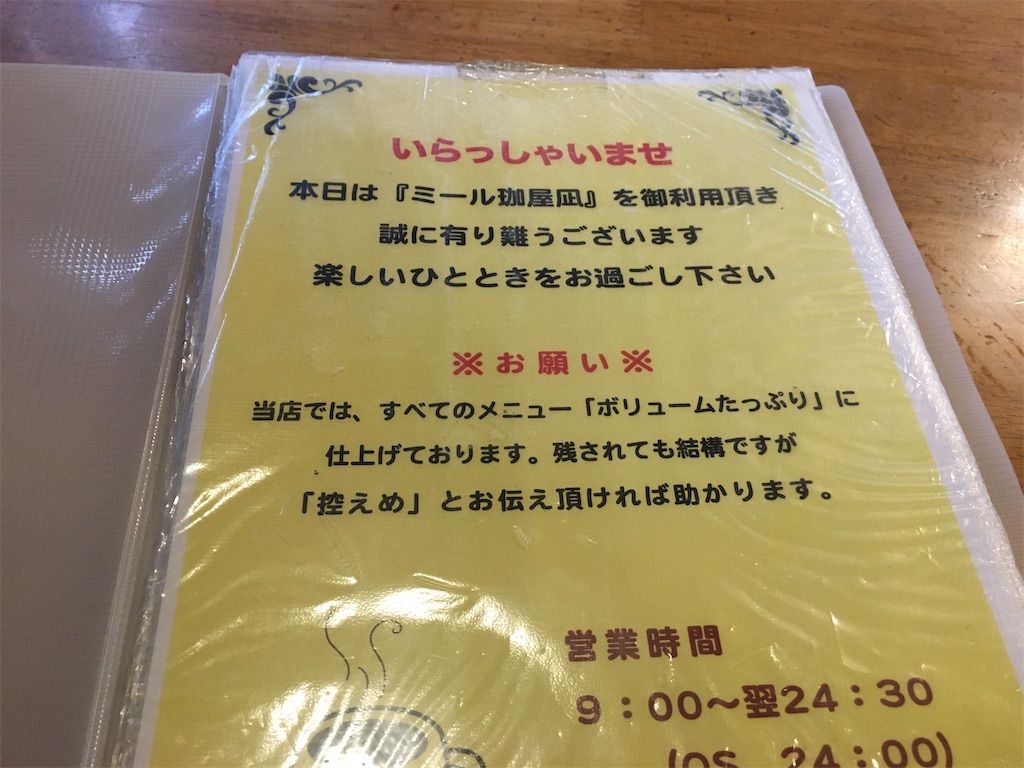 いらっしゃいませ
本日は『ミール珈屋凪』を御利用頂き
誠に有り難うございます
楽しいひとときをお過ごし下さい
※お願い※
当店では、すべてのメニュー「ボリュームたっぷり」に
仕上げております。残されても結構ですが
「控えめ」とお伝え頂ければ助かります。
営業時間
9：00～翌24：30
(OS 24：00)